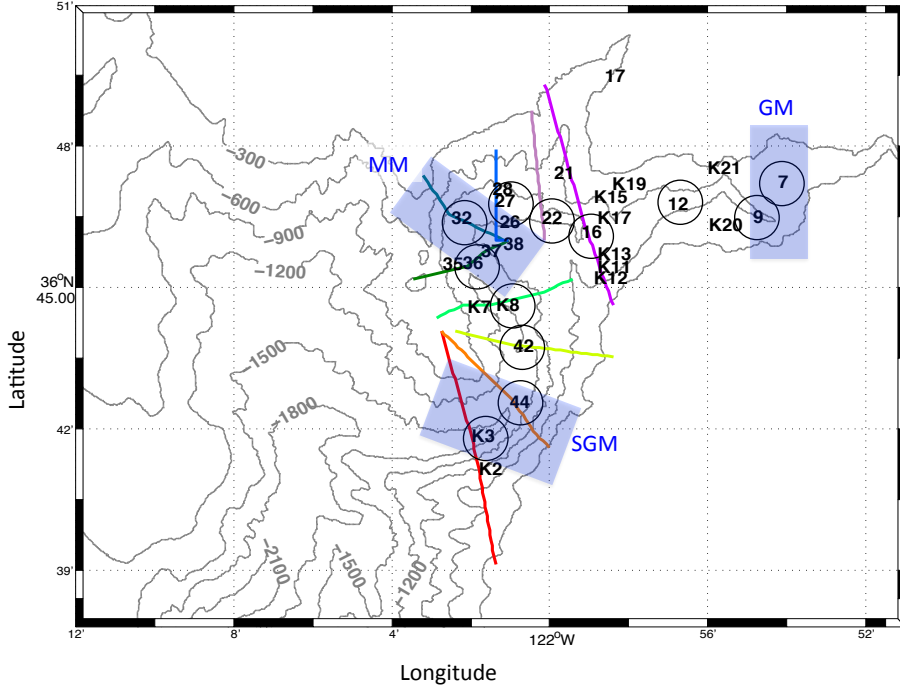 51'
17
GM
48'
−300
MM
21
K21
7
28
K19
−600
27
K15
12
32
26
22
K17
9
−900
16
K20
38
37
K13
35
36
K11
−1200
K12
36°N
45.00
K7
K8
42
−1500
44
−1800
42'
K3
SGM
K2
−2100
−1500
−1200
39'
12'
8'
4'
122°W
56'
52'
Latitude
Longitude